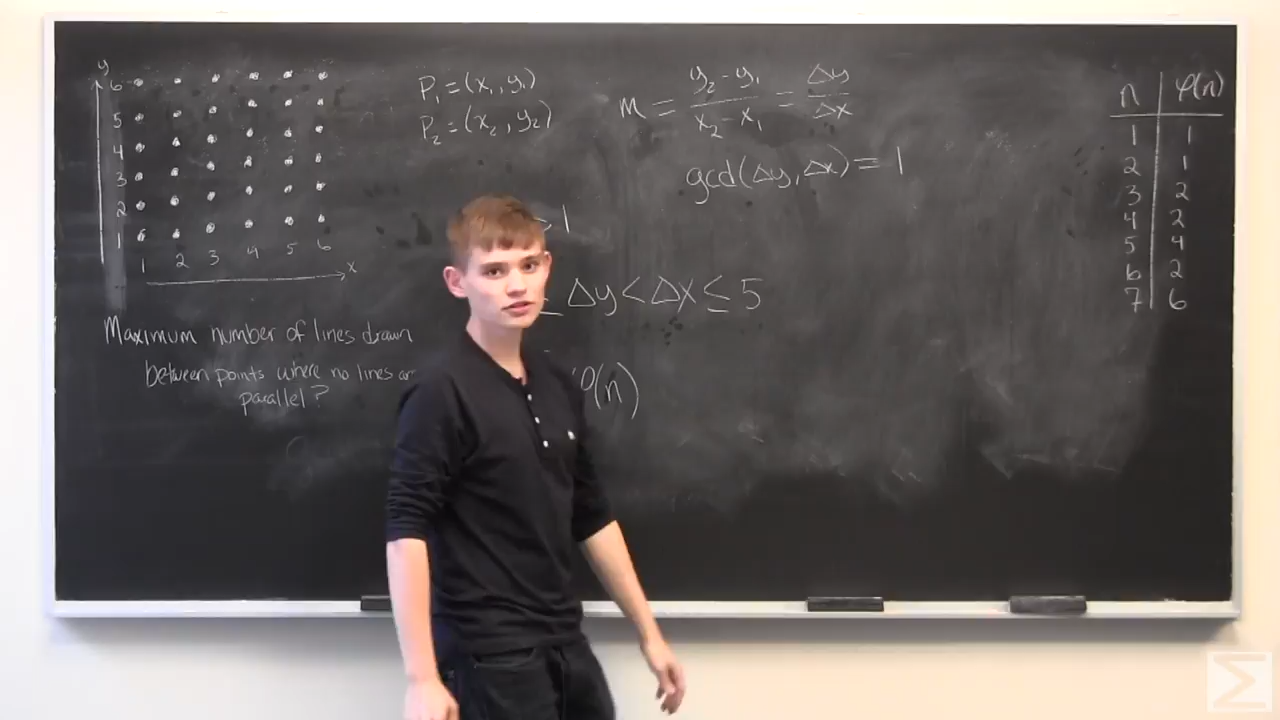 y
6
5
4
3
2
1
1 2 3 4 5 6
x
Maximum number of lines drawn
between points where no lines
parallel?
P₁ = (x₁, y₁)
P₂ = (x₂, y₂)
m = y₂ - y₁ / x₂ - x₁ = Δy / Δx
gcd(Δy, Δx) = 1
> 1
≤ Δy < Δx ≤ 5
φ(n)
n φ(n)
1 1
2 1
3 2
4 2
5 4
6 2
7 6
Σ